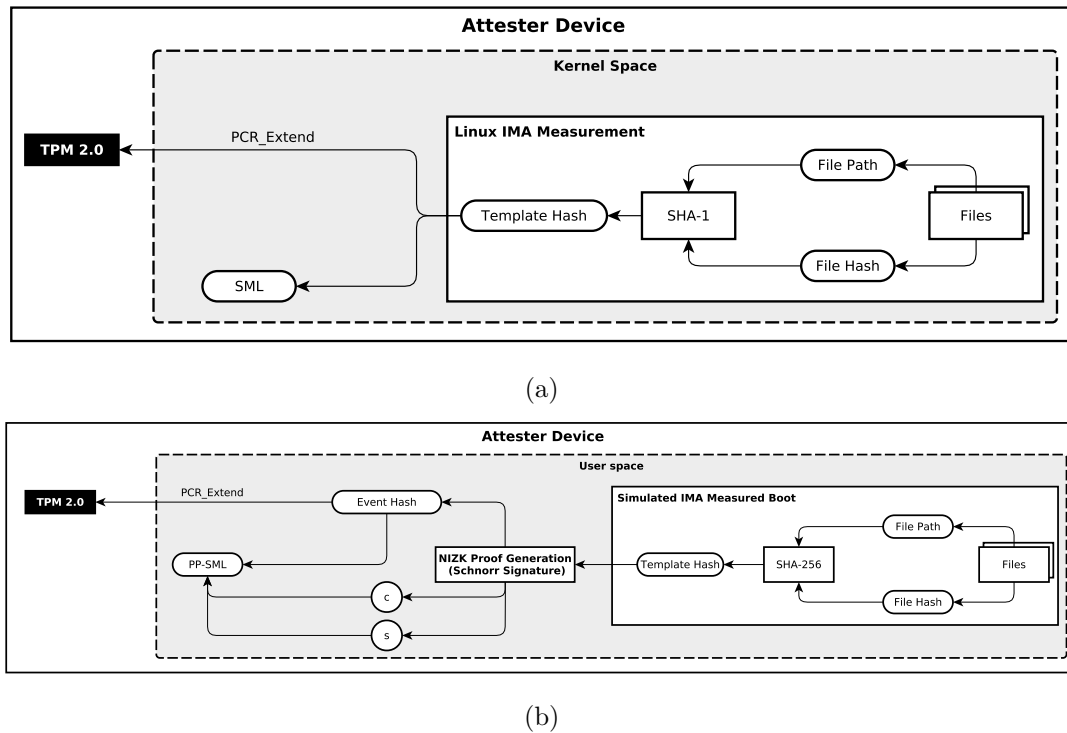 Attester Device
Kernel Space
Linux IMA Measurement
TPM 2.0
PCR_Extend
File Path
Template Hash
SHA-1
Files
File Hash
SML
(a)
Attester Device
User space
Simulated IMA Measured Boot
TPM 2.0
PCR_Extend
Event Hash
File Path
PP-SML
NIZK Proof Generation
(Schnorr Signature)
Template Hash
SHA-256
Files
c
File Hash
s
(b)